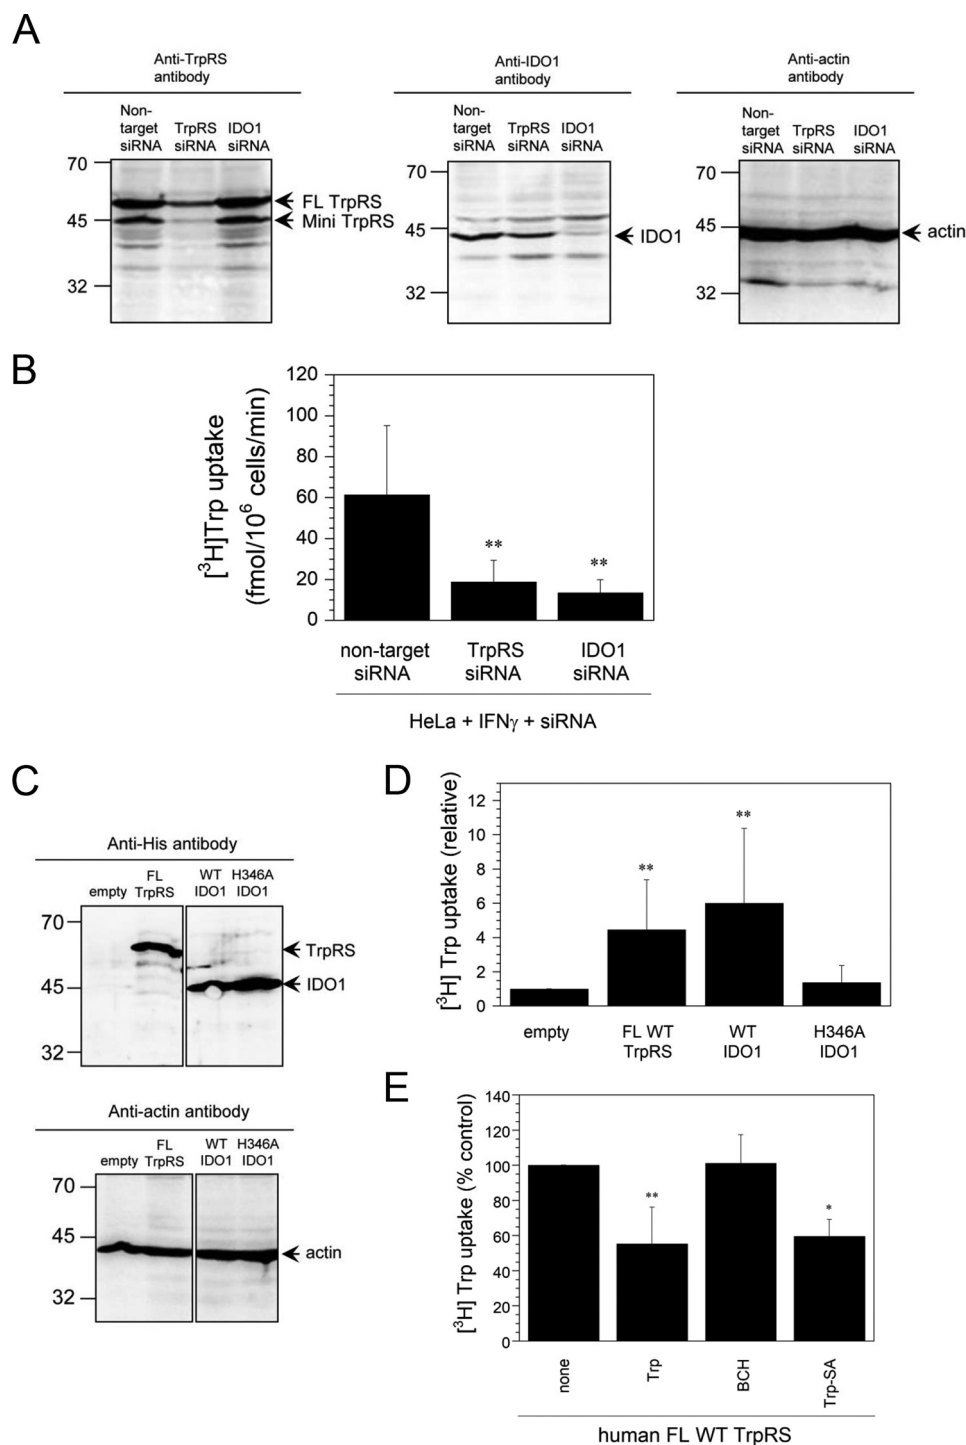 A
Anti-TrpRS
antibody
Anti-IDO1
antibody
Anti-actin
antibody
Non-
target TrpRS IDO1
siRNA siRNA siRNA
Non-
target TrpRS IDO1
siRNA siRNA siRNA
Non-
target TrpRS IDO1
siRNA siRNA siRNA
70
45
32
FL TrpRS
Mini TrpRS
70
45
32
IDO1
70
45
32
actin
B
[³H]Trp uptake
(fmol/10⁶ cells/min)
120
100
80
60
40
20
0
**
**
non-target
siRNA
TrpRS
siRNA
IDO1
siRNA
HeLa + IFNγ + siRNA
C
Anti-His antibody
empty
FL
TrpRS
WT
IDO1
H346A
IDO1
70
45
32
TrpRS
IDO1
Anti-actin antibody
empty
FL
TrpRS
WT
IDO1
H346A
IDO1
70
45
32
actin
D
[³H] Trp uptake (relative)
12
10
8
6
4
2
0
**
**
empty
FL WT
TrpRS
WT
IDO1
H346A
IDO1
E
[³H] Trp uptake (% control)
140
120
100
80
60
40
20
0
**
*
none
Trp
BCH
Trp-SA
human FL WT TrpRS